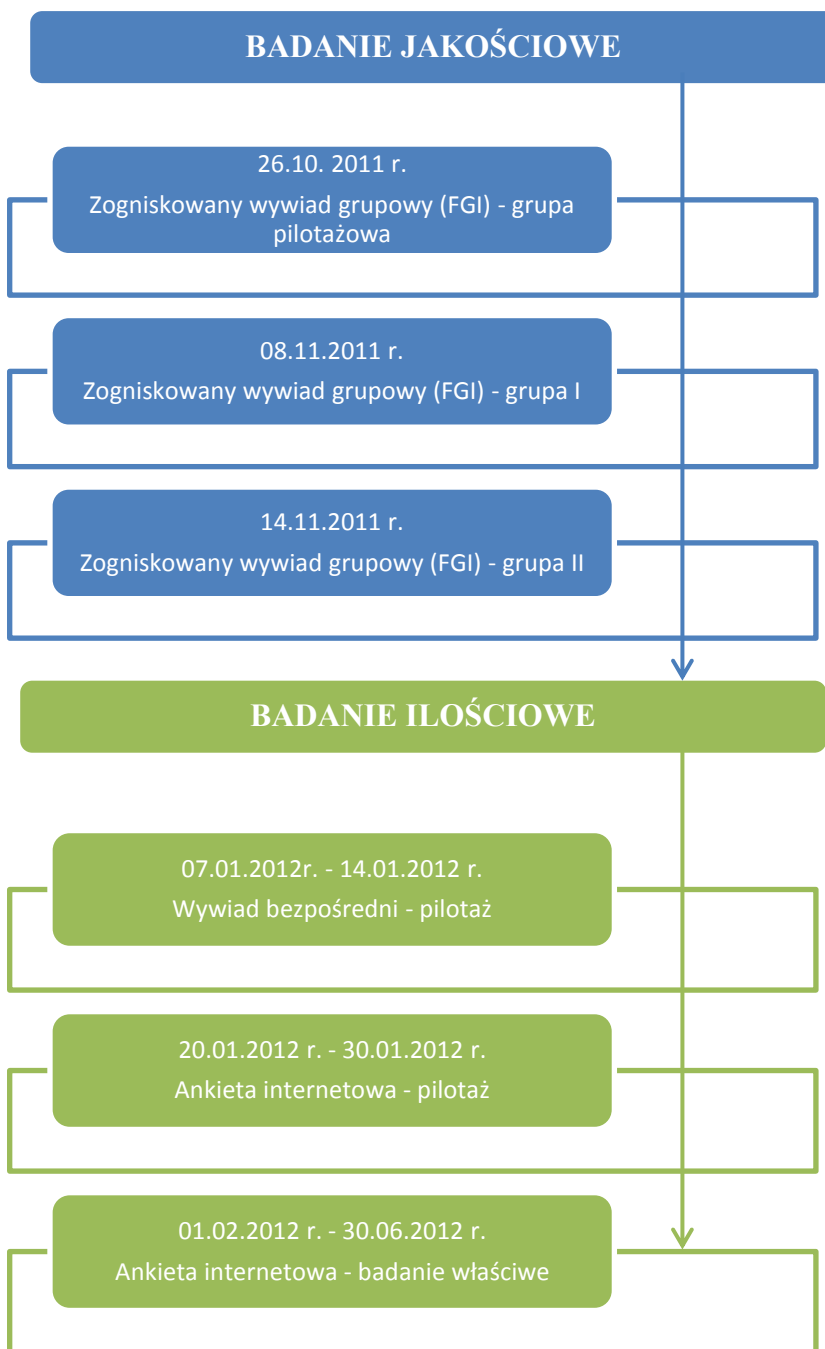 BADANIE JAKOŚCIOWE
26.10. 2011 r.
Zogniskowany wywiad grupowy (FGI) - grupa
pilotażowa
08.11.2011 r.
Zogniskowany wywiad grupowy (FGI) - grupa I
14.11.2011 r.
Zogniskowany wywiad grupowy (FGI) - grupa II
BADANIE ILOŚCIOWE
07.01.2012r. - 14.01.2012 r.
Wywiad bezpośredni - pilotaż
20.01.2012 r. - 30.01.2012 r.
Ankieta internetowa - pilotaż
01.02.2012 r. - 30.06.2012 r.
Ankieta internetowa - badanie właściwe